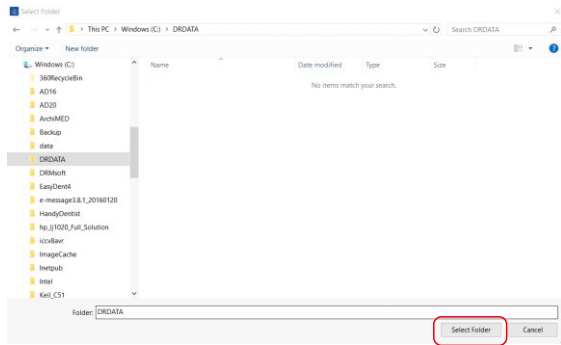 Select Folder
> This PC > Windows (C:) > DRDATA
Search DRDATA
Organize
New folder
Windows (C:)
Name
Date modified
Type
Size
No items match your search.
360RecycleBin
AD16
AD20
ArchiMED
Backup
data
DRDATA
DRMsoft
EasyDent4
e-message3.8.1_20160120
HandyDentist
hp_lj1020_Full_Solution
iccv8avr
ImageCache
Inetpub
Intel
Keil_C51
Folder: DRDATA
Select Folder
Cancel